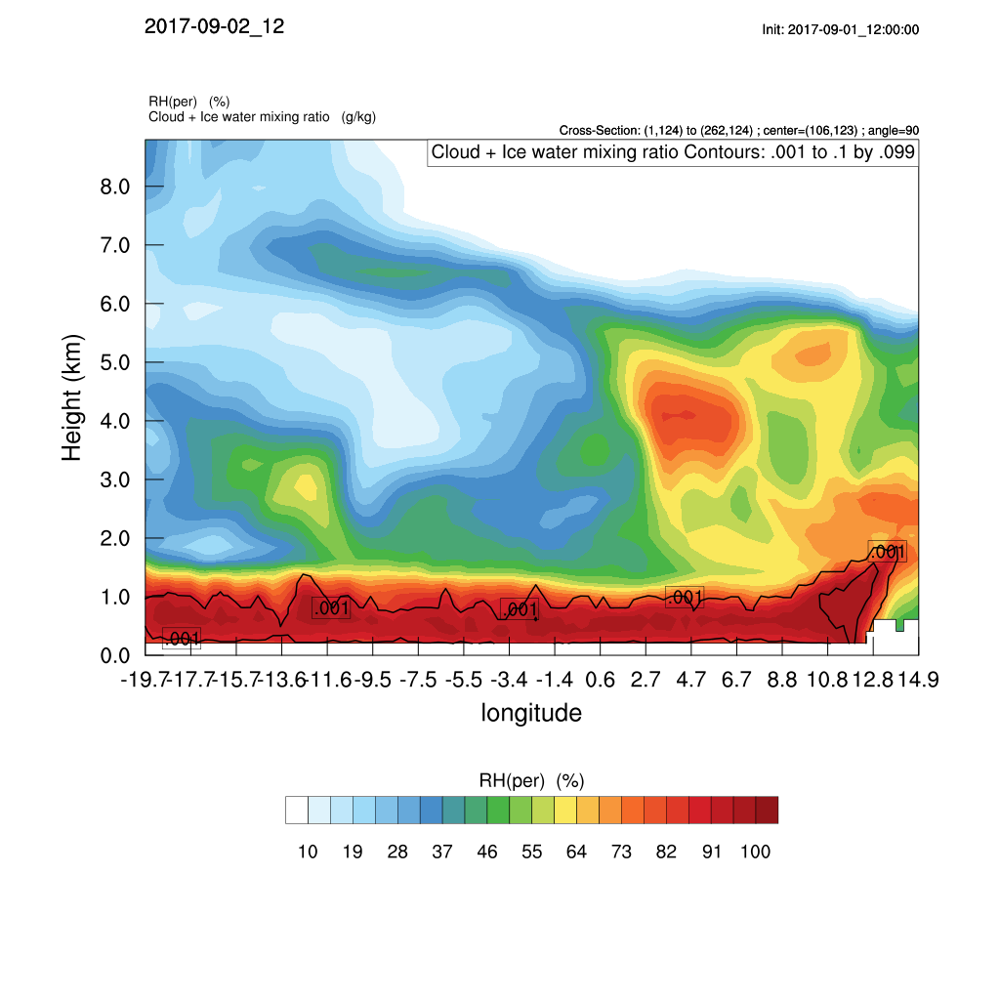 2017-09-02_12
Init: 2017-09-01_12:00:00
RH(per) (%)
Cloud + Ice water mixing ratio (g/kg)
Cross-Section: (1,124) to (262,124) ; center=(106,123) ; angle=90
Cloud + Ice water mixing ratio Contours: .001 to .1 by .099
8.0
7.0
6.0
5.0
4.0
3.0
2.0
1.0
0.0
Height (km)
.001
.001
.001
.001
.001
-19.7 -17.7 -15.7 -13.6 -11.6 -9.5 -7.5 -5.5 -3.4 -1.4 0.6 2.7 4.7 6.7 8.8 10.8 12.8 14.9
longitude
RH(per) (%)
10 19 28 37 46 55 64 73 82 91 100